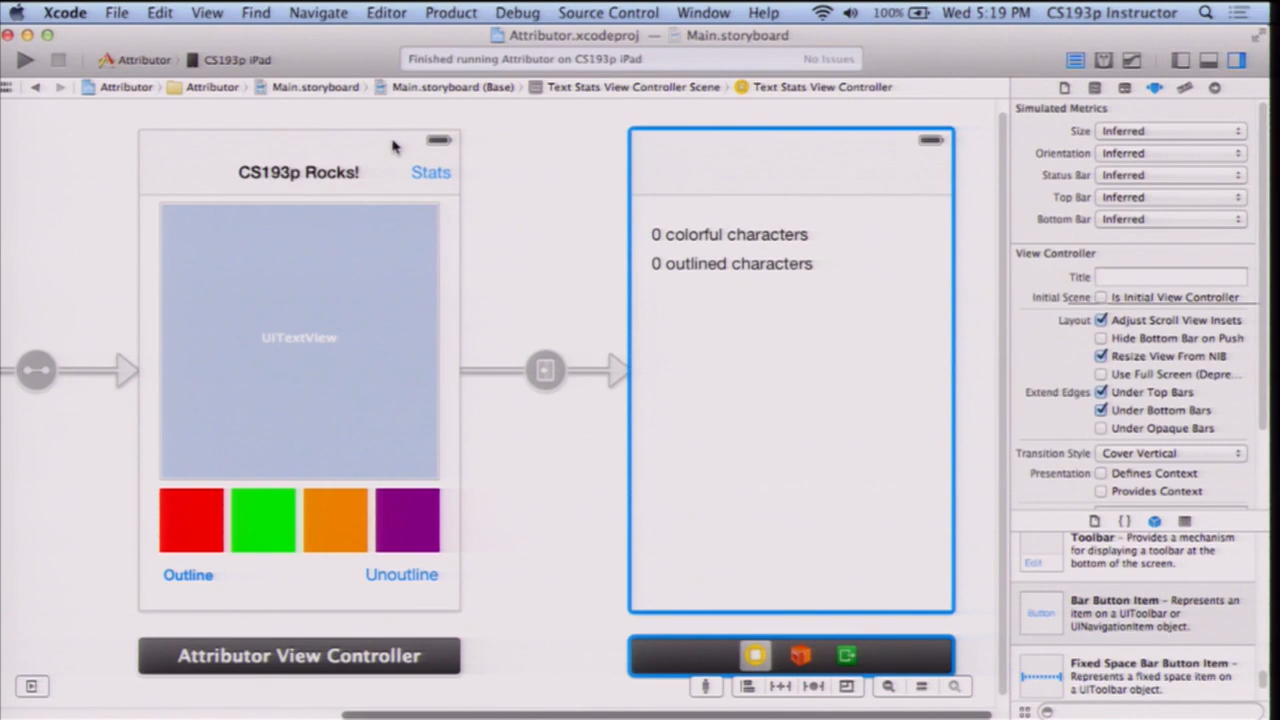 Xcode File Edit View Find Navigate Editor Product Debug Source Control Window Help 100% Wed 5:19 PM CS193p Instructor
Attributor.xcodeproj — Main.storyboard
Attributor CS193p iPad Finished running Attributor on CS193p iPad No Issues
Attributor Attributor Main.storyboard Main.storyboard (Base) Text Stats View Controller Scene Text Stats View Controller
CS193p Rocks! Stats
UITextView
Outline Unoutline
Attributor View Controller
0 colorful characters
0 outlined characters
Simulated Metrics
Size Inferred
Orientation Inferred
Status Bar Inferred
Top Bar Inferred
Bottom Bar Inferred
View Controller
Title
Initial Scene Is Initial View Controller
Layout Adjust Scroll View Insets
Hide Bottom Bar on Push
Resize View From NIB
Use Full Screen (Depre...
Extend Edges Under Top Bars
Under Bottom Bars
Under Opaque Bars
Transition Style Cover Vertical
Presentation Defines Context
Provides Context
{ }
Toolbar - Provides a mechanism
for displaying a toolbar at the
bottom of the screen.
Edit
Bar Button Item - Represents an
item on a UIToolbar or
UINavigationItem object.
Button
Fixed Space Bar Button Item -
Represents a fixed space item on
a UIToolbar object.